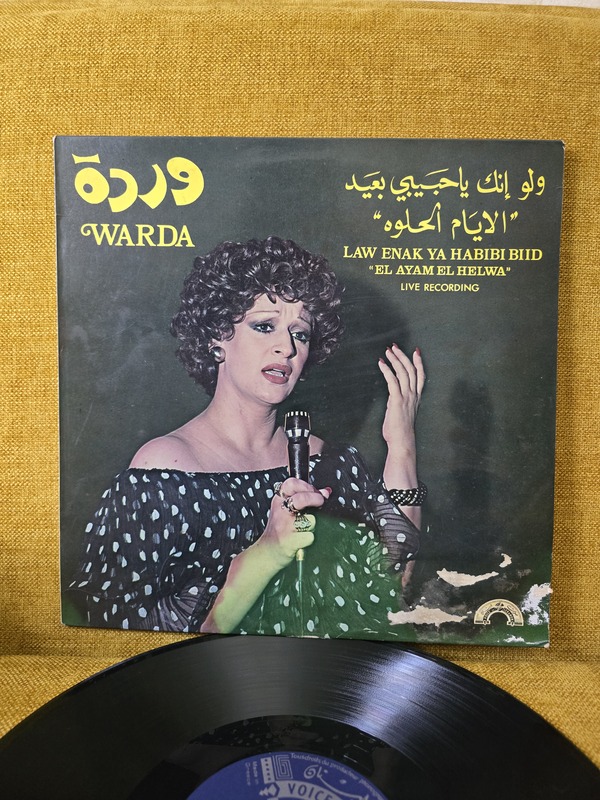 وردة
WARDA
ولو إنك ياحبيبي بعيد
"الايام الحلوه"
LAW ENAK YA HABIBI BIID
"EL AYAM EL HELWA"
LIVE RECORDING
VOICE